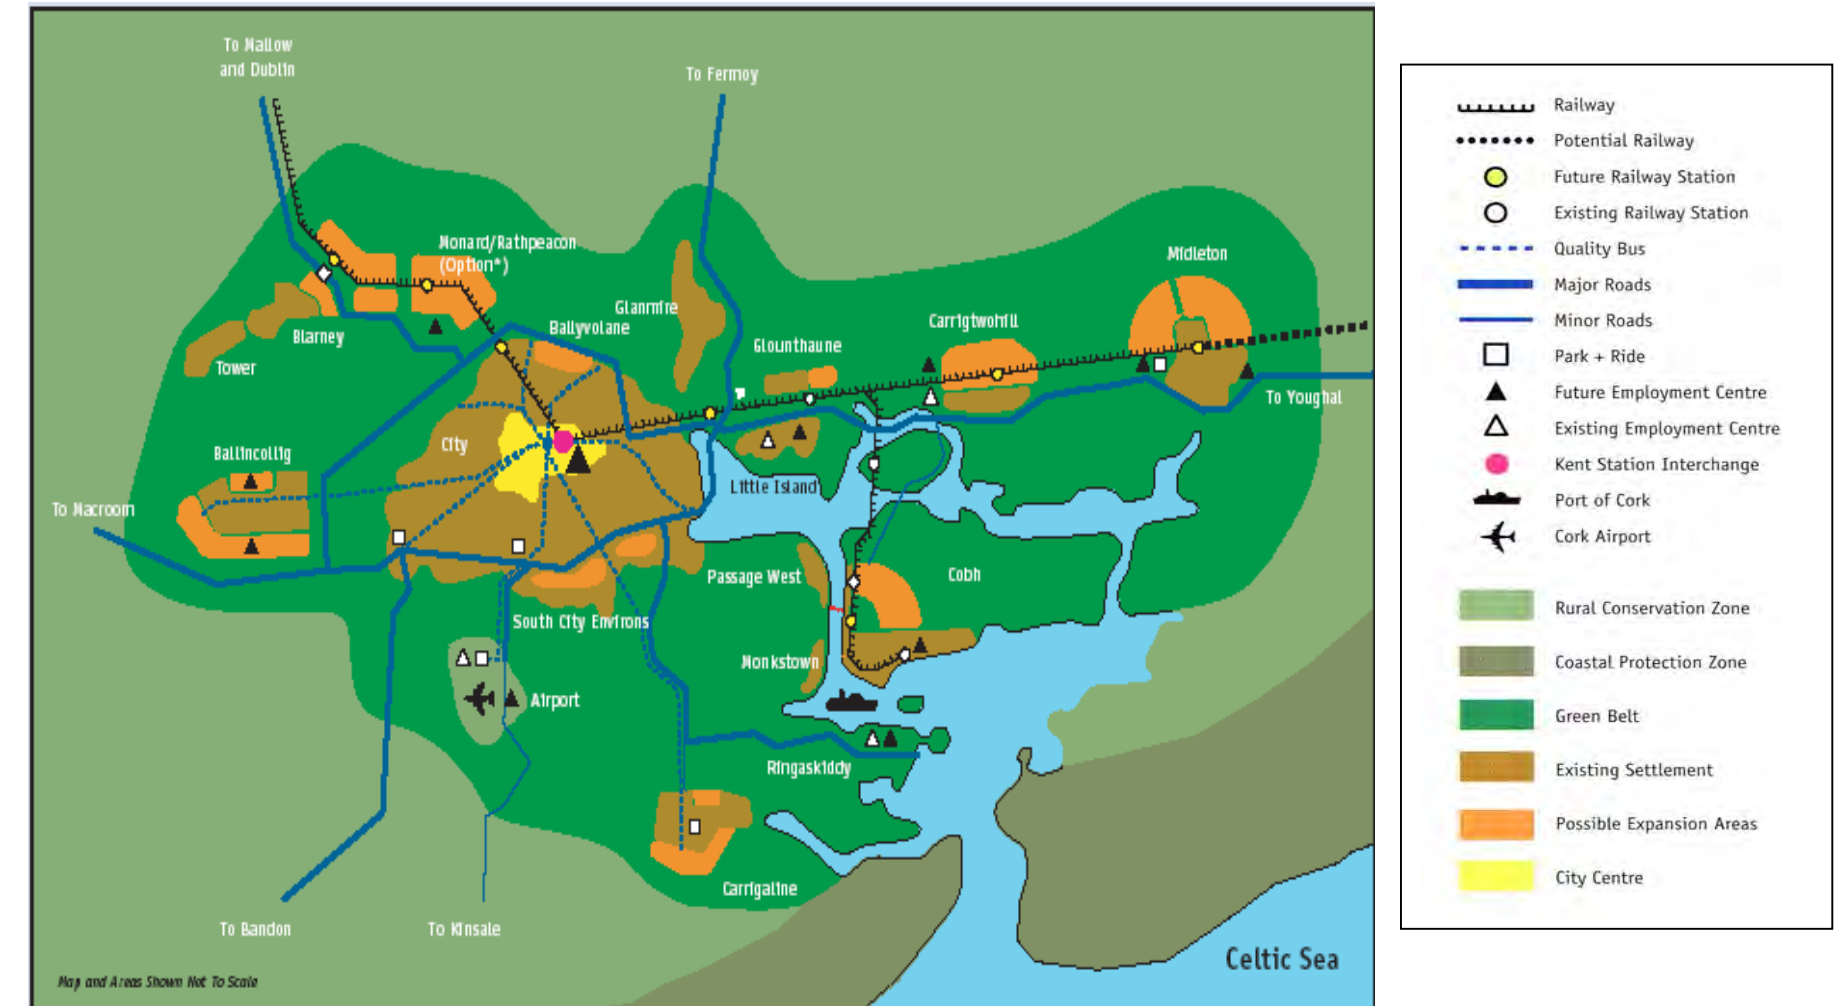 To Mallow
and Dublin
To Fermoy
Monard/Rathpeacon
(Option*)
Midleton
Glanmire
Ballyvolane
Carrigtwohill
Blarney
Glounthaune
Tower
To Youghal
City
Ballincollig
Little Island
To Macroom
Passage West
Cobh
South City Environs
Monkstown
Airport
Ringaskiddy
Carrigaline
To Bandon
To Kinsale
Celtic Sea
Map and Areas Shown Not To Scale
Railway
Potential Railway
Future Railway Station
Existing Railway Station
Quality Bus
Major Roads
Minor Roads
Park + Ride
Future Employment Centre
Existing Employment Centre
Kent Station Interchange
Port of Cork
Cork Airport
Rural Conservation Zone
Coastal Protection Zone
Green Belt
Existing Settlement
Possible Expansion Areas
City Centre